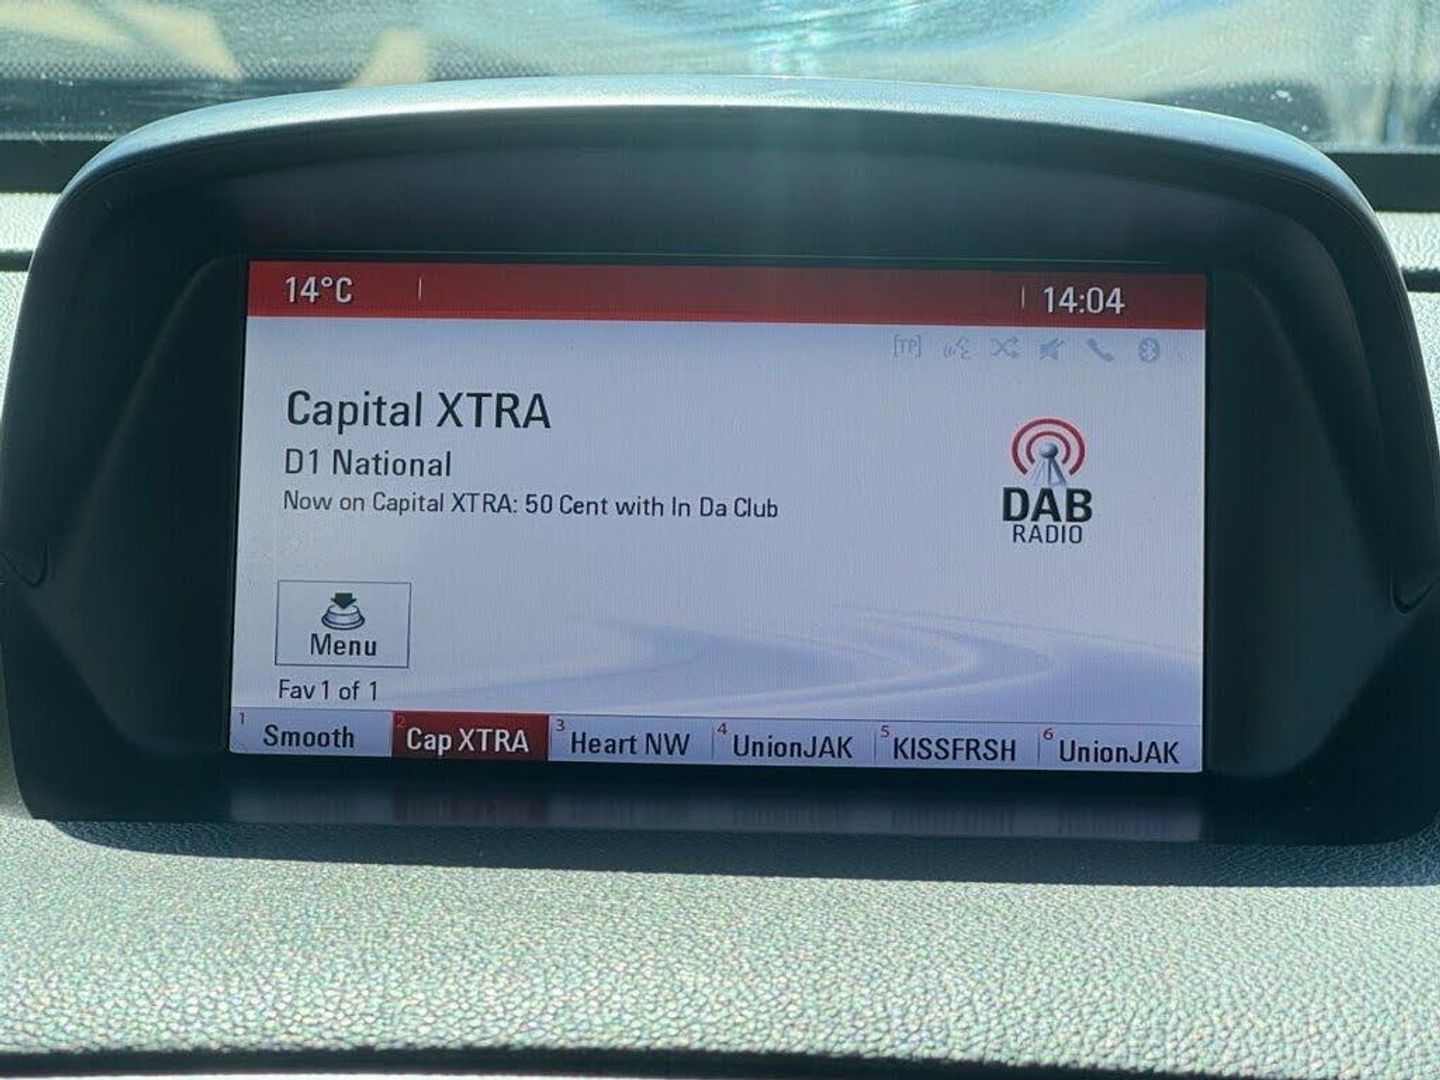 14°C 14:04
[TP]
Capital XTRA
D1 National
Now on Capital XTRA: 50 Cent with In Da Club
DAB
RADIO
Menu
Fav 1 of 1
1 Smooth 2 Cap XTRA 3 Heart NW 4 UnionJAK 5 KISSFRSH 6 UnionJAK